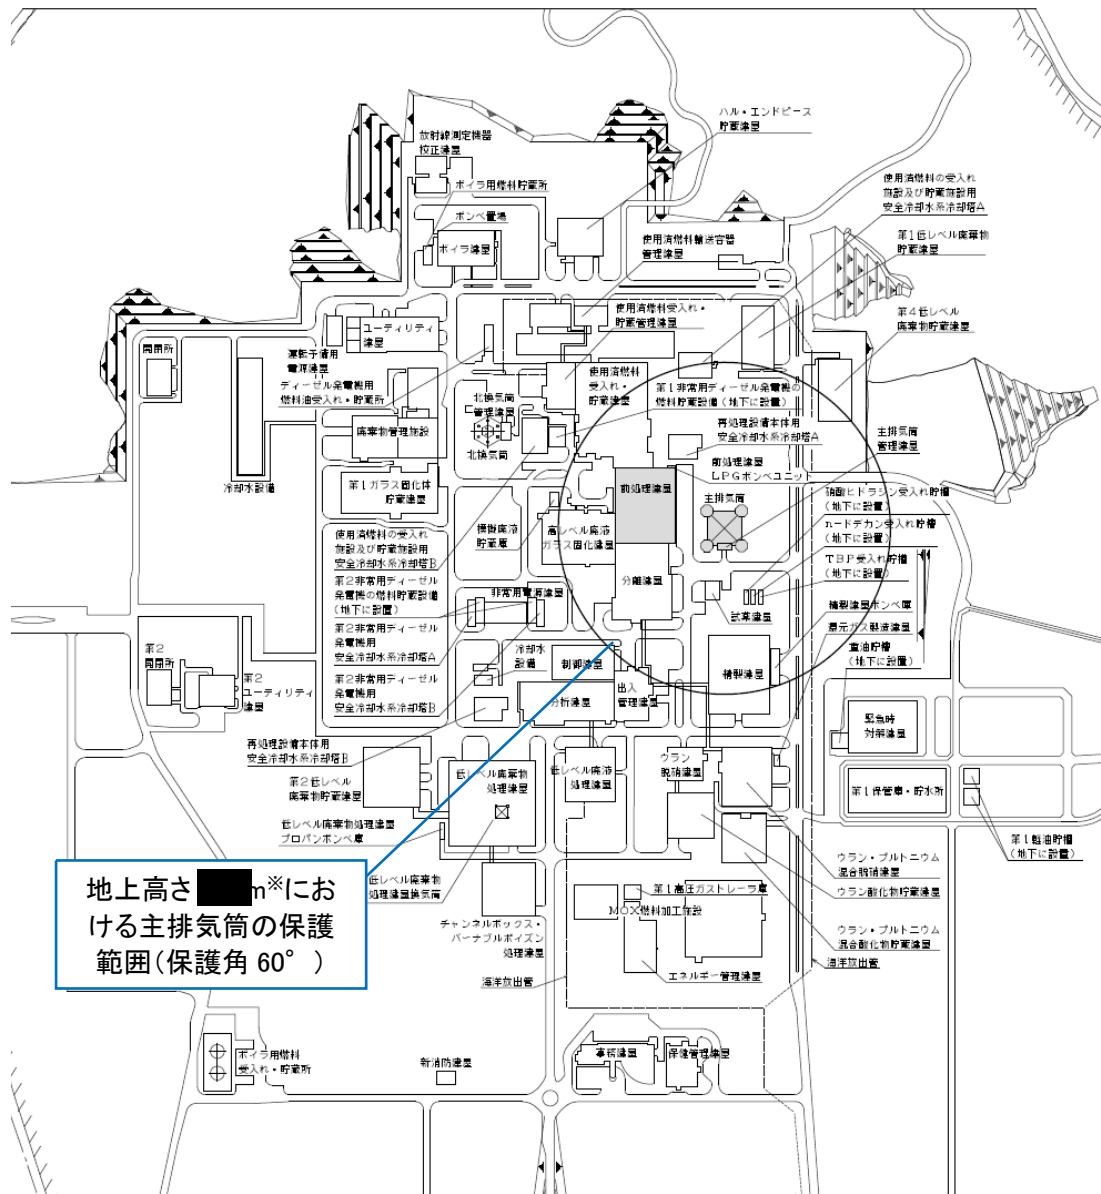 ハル・エンドピース
貯蔵建屋
放射線測定機器
校正建屋
ボイラ用燃料貯蔵所
ボンベ置場
ボイラ建屋
使用済燃料輸送容器
管理建屋
使用済燃料の受入れ
施設及び貯蔵施設用
安全冷却水系冷却塔A
第1低レベル廃棄物
貯蔵建屋
第4低レベル
廃棄物貯蔵建屋
使用済燃料受入れ・
貯蔵管理建屋
ユーティリティ
建屋
開閉所
運転予備用
電源建屋
ディーゼル発電機用
燃料油受入れ・貯蔵所
使用済燃料
受入れ・
貯蔵建屋
第1非常用ディーゼル発電機の
燃料貯蔵設備(地下に設置)
北換気筒
管理建屋
北換気筒
廃棄物管理施設
再処理設備本体用
安全冷却水系冷却塔A
主排気筒
管理建屋
冷却水設備
第1ガラス固化体
貯蔵建屋
前処理建屋
LPGボンベユニット
前処理建屋
主排気筒
硝酸ヒドラジン受入れ貯槽
(地下に設置)
n-ドデカン受入れ貯槽
(地下に設置)
TBP受入れ貯槽
(地下に設置)
模擬廃液
貯蔵庫
高レベル廃液
ガラス固化建屋
使用済燃料の受入れ
施設及び貯蔵施設用
安全冷却水系冷却塔B
第2非常用ディーゼル
発電機の燃料貯蔵設備
(地下に設置)
非常用電源建屋
分離建屋
試薬建屋
精製建屋ボンベ庫
還元ガス製造建屋
重油貯槽
(地下に設置)
第2非常用ディーゼル
発電機用
安全冷却水系冷却塔A
冷却水
設備
制御建屋
精製建屋
第2
開閉所
第2
ユーティリティ
建屋
第2非常用ディーゼル
発電機用
安全冷却水系冷却塔B
分析建屋
出入
管理建屋
緊急時
対策建屋
再処理設備本体用
安全冷却水系冷却塔B
第2低レベル
廃棄物貯蔵建屋
低レベル廃棄物
処理建屋
低レベル廃液
処理建屋
ウラン
脱硝建屋
第1保管庫・貯水所
低レベル廃棄物処理建屋
プロパンボンベ庫
第1軽油貯槽
(地下に設置)
地上高さ m※にお
ける主排気筒の保護
範囲(保護角 60°)
低レベル廃棄物
処理建屋換気筒
ウラン・プルトニウム
混合脱硝建屋
ウラン酸化物貯蔵建屋
第1高圧ガストレーラ庫
MOX燃料加工施設
チャンネルボックス・
バーナブルポイズン
処理建屋
ウラン・プルトニウム
混合酸化物貯蔵建屋
海洋放出管
海洋放出管
エネルギー管理建屋
ボイラ用燃料
受入れ・貯蔵所
新消防建屋
事務建屋
保健管理建屋